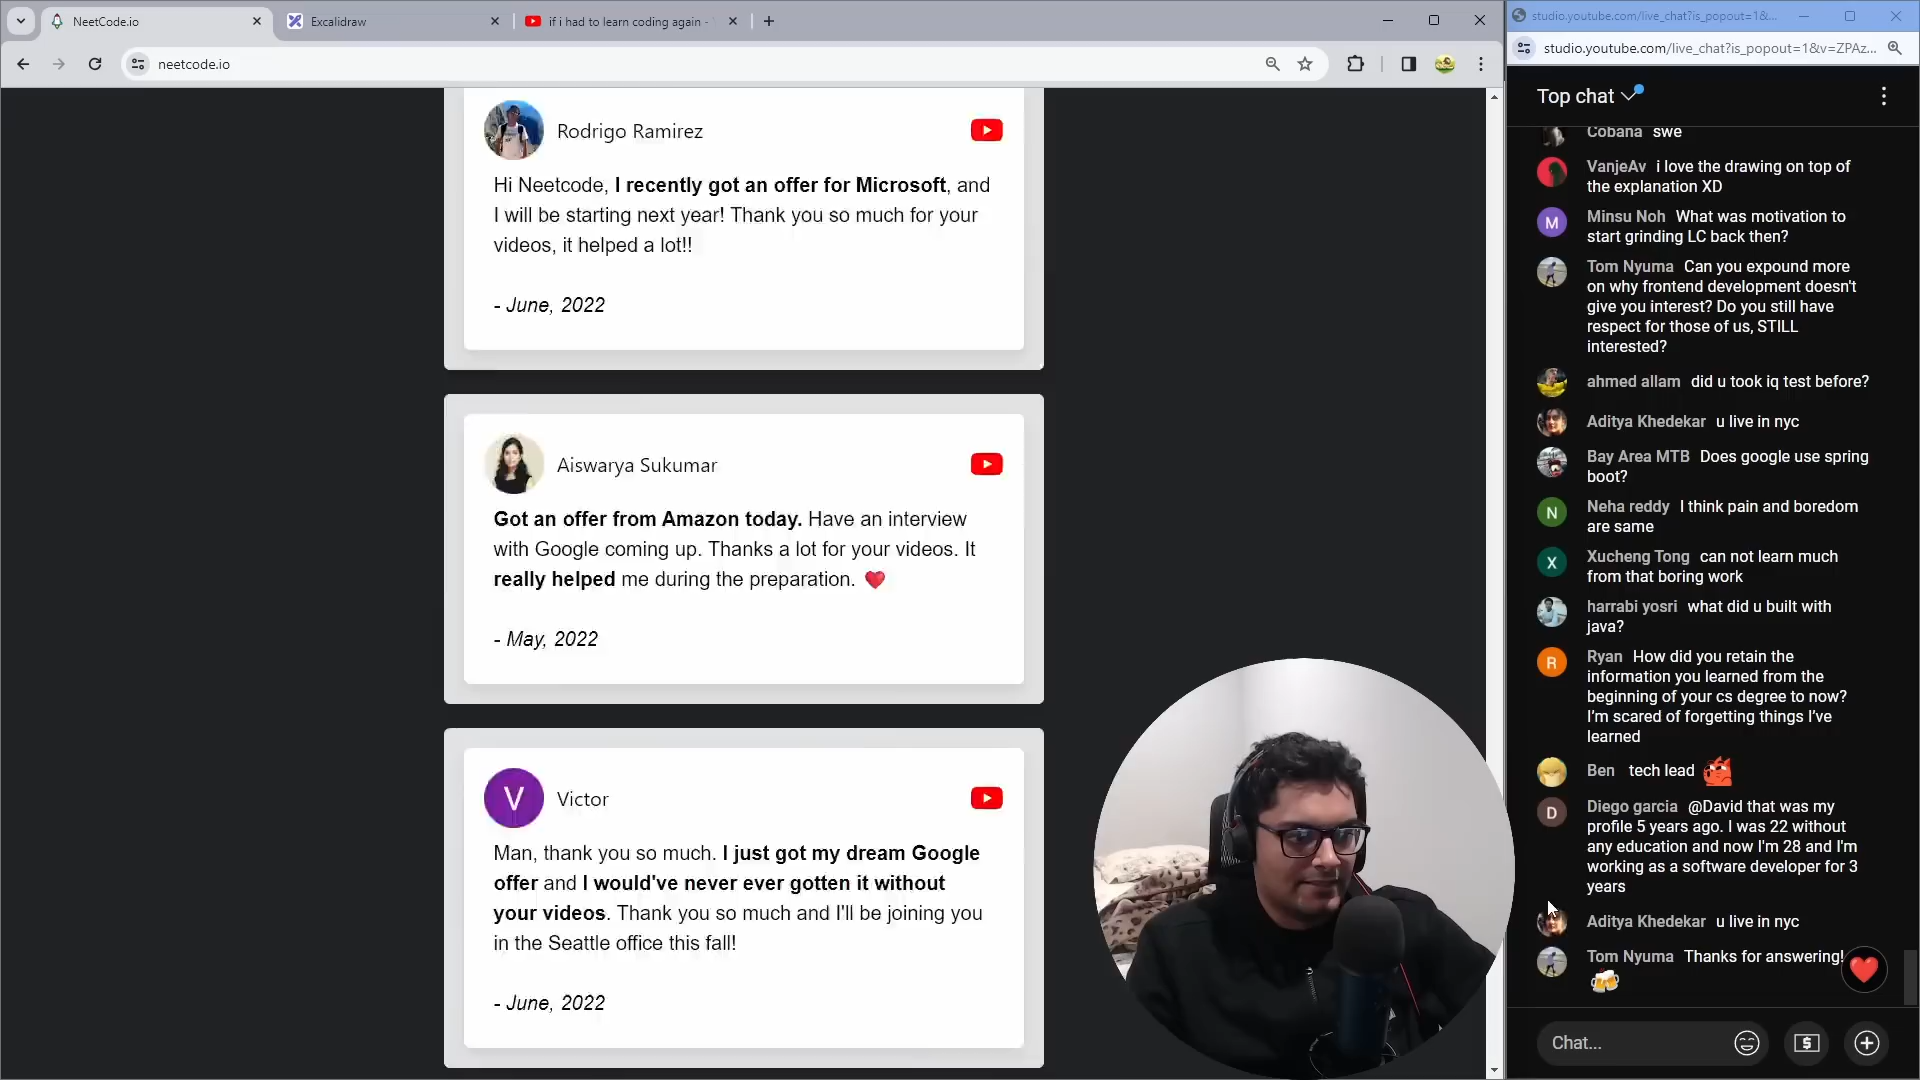 NeetCode.io
Excalidraw
if i had to learn coding again -
studio.youtube.com/live_chat?is_popout=1&...
neetcode.io
studio.youtube.com/live_chat?is_popout=1&v=ZPAz...
Rodrigo Ramirez
Hi Neetcode, I recently got an offer for Microsoft, and
I will be starting next year! Thank you so much for your
videos, it helped a lot!!
- June, 2022
Aiswarya Sukumar
Got an offer from Amazon today. Have an interview
with Google coming up. Thanks a lot for your videos. It
really helped me during the preparation. ❤️
- May, 2022
V
Victor
Man, thank you so much. I just got my dream Google
offer and I would've never ever gotten it without
your videos. Thank you so much and I'll be joining you
in the Seattle office this fall!
- June, 2022
Top chat
Cobana swe
VanjeAv i love the drawing on top of
the explanation XD
M
Minsu Noh What was motivation to
start grinding LC back then?
Tom Nyuma Can you expound more
on why frontend development doesn't
give you interest? Do you still have
respect for those of us, STILL
interested?
ahmed allam did u took iq test before?
Aditya Khedekar u live in nyc
Bay Area MTB Does google use spring
boot?
N
Neha reddy I think pain and boredom
are same
X
Xucheng Tong can not learn much
from that boring work
harrabi yosri what did u built with
java?
R
Ryan How did you retain the
information you learned from the
beginning of your cs degree to now?
I'm scared of forgetting things I've
learned
Ben tech lead
D
Diego garcia @David that was my
profile 5 years ago. I was 22 without
any education and now I'm 28 and I'm
working as a software developer for 3
years
Aditya Khedekar u live in nyc
Tom Nyuma Thanks for answering!
🍻
Chat...